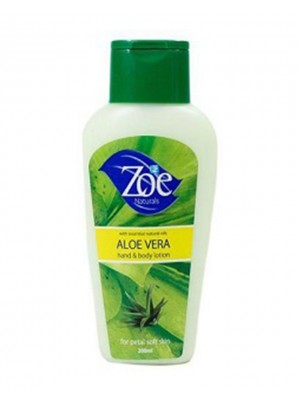 Zoe
Naturals
with essential natural oils
ALOE VERA
hand & body lotion
for petal soft skin
200ml